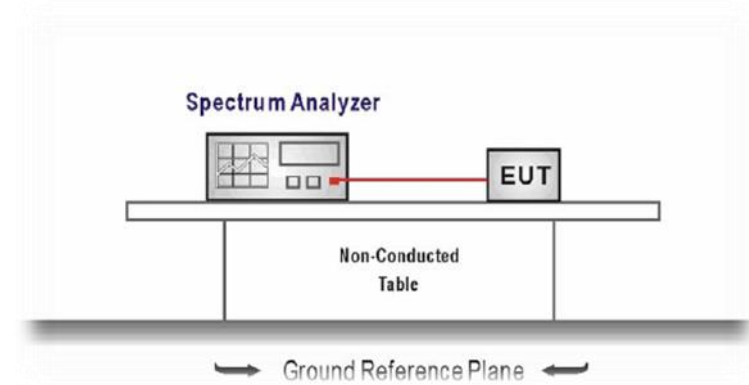 Spectrum Analyzer
EUT
Non-Conducted
Table
Ground Reference Plane